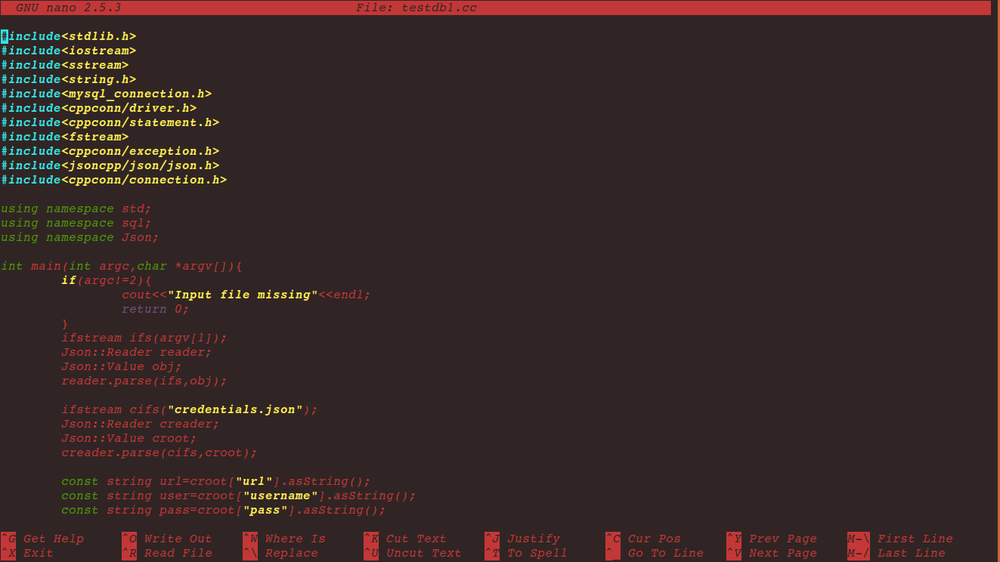 GNU nano 2.5.3 File: testdb1.cc
#include<stdlib.h>
#include<iostream>
#include<sstream>
#include<string.h>
#include<mysql_connection.h>
#include<cppconn/driver.h>
#include<cppconn/statement.h>
#include<fstream>
#include<cppconn/exception.h>
#include<jsoncpp/json/json.h>
#include<cppconn/connection.h>
using namespace std;
using namespace sql;
using namespace Json;
int main(int argc,char *argv[]){
if(argc!=2){
cout<<"Input file missing"<<endl;
return 0;
}
ifstream ifs(argv[1]);
Json::Reader reader;
Json::Value obj;
reader.parse(ifs,obj);
ifstream cifs("credentials.json");
Json::Reader creader;
Json::Value croot;
creader.parse(cifs,croot);
const string url=croot["url"].asString();
const string user=croot["username"].asString();
const string pass=croot["pass"].asString();
^G Get Help ^O Write Out ^W Where Is ^K Cut Text ^J Justify ^C Cur Pos ^Y Prev Page M-\ First Line
^X Exit ^R Read File ^\ Replace ^U Uncut Text ^T To Spell ^_ Go To Line ^V Next Page M-/ Last Line